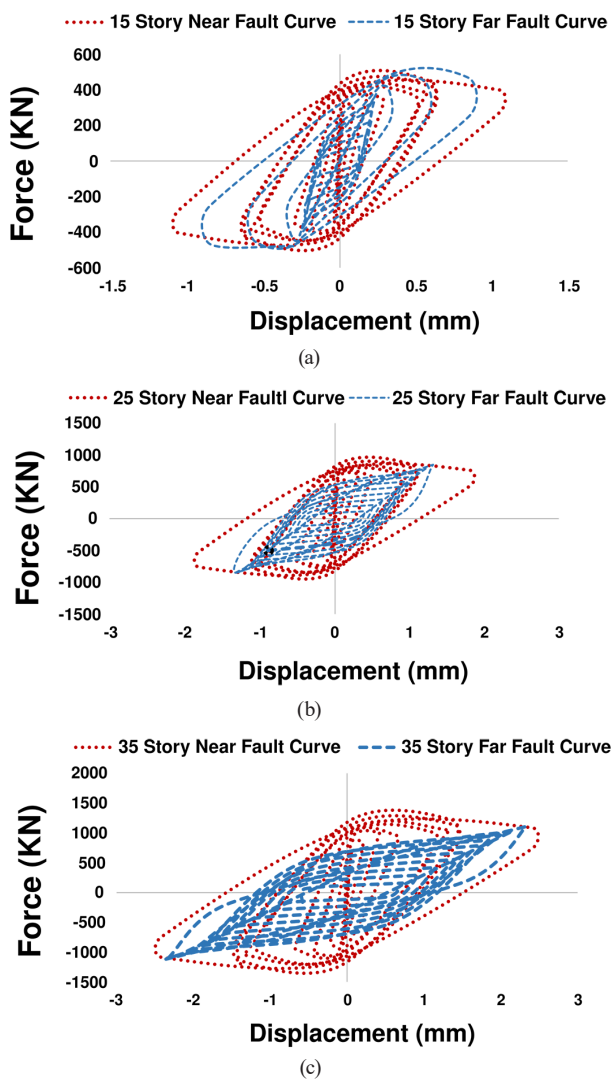 15 Story Near Fault Curve 15 Story Far Fault Curve
600
400
200
0
-200
-400
-600
-1.5 -1 -0.5 0 0.5 1 1.5
Force (KN)
Displacement (mm)
(a)
25 Story Near Faultl Curve 25 Story Far Fault Curve
1500
1000
500
0
-500
-1000
-1500
-3 -2 -1 0 1 2 3
Force (KN)
Displacement (mm)
(b)
35 Story Near Fault Curve 35 Story Far Fault Curve
2000
1500
1000
500
0
-500
-1000
-1500
-3 -2 -1 0 1 2 3
Force (KN)
Displacement (mm)
(c)